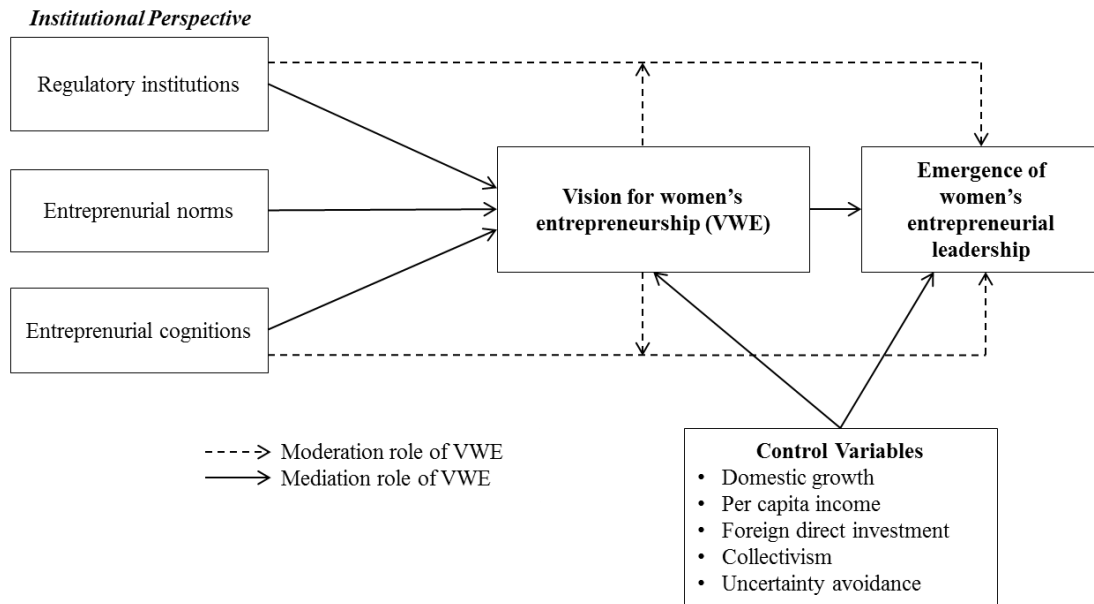 Institutional Perspective
Regulatory institutions
Entreprenurial norms
Entreprenurial cognitions
Vision for women’s
entrepreneurship (VWE)
Emergence of
women’s
entrepreneurial
leadership
Moderation role of VWE
Mediation role of VWE
Control Variables
• Domestic growth
• Per capita income
• Foreign direct investment
• Collectivism
• Uncertainty avoidance